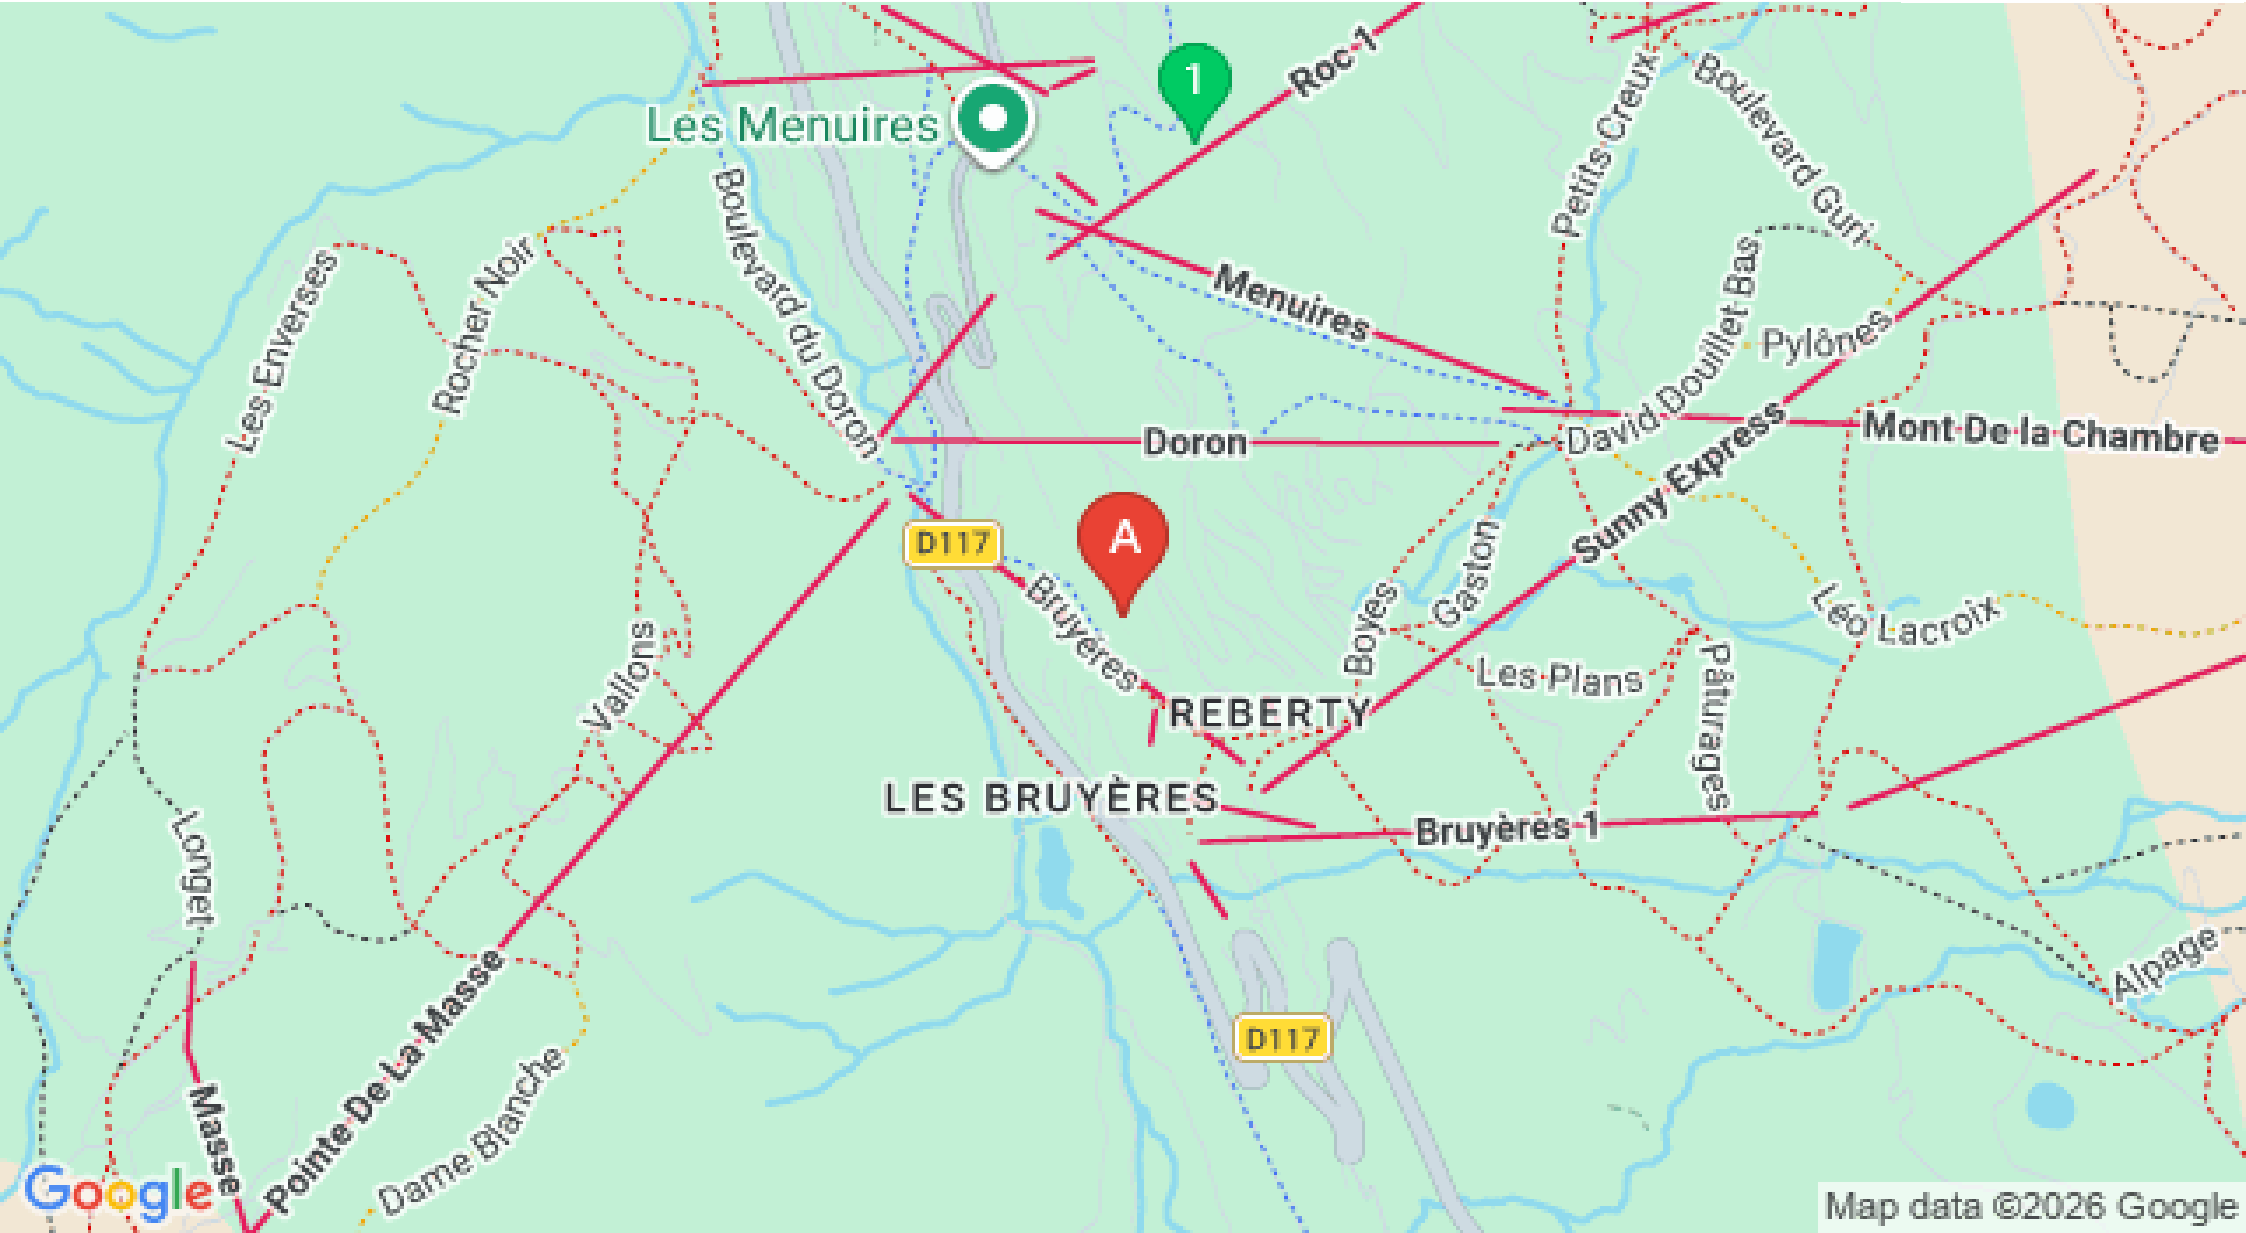 Roc 1
1
Petits Creux
Boulevard Guri
Les Menuires
Boulevard du Doron
Les Enverses
Rocher Noir
Menuires
David Douillet Bas
Pylônes
Doron
Mont De la Chambre
Sunny Express
D117
A
Bruyères
Gaston
Boyes
Léo Lacroix
Les Plans
Pâturages
Vallons
REBERTY
LES BRUYÈRES
Bruyères 1
Longet
Alpage
Pointe De La Masse
D117
Masse
Dame Blanche
Google
Map data ©2026 Google